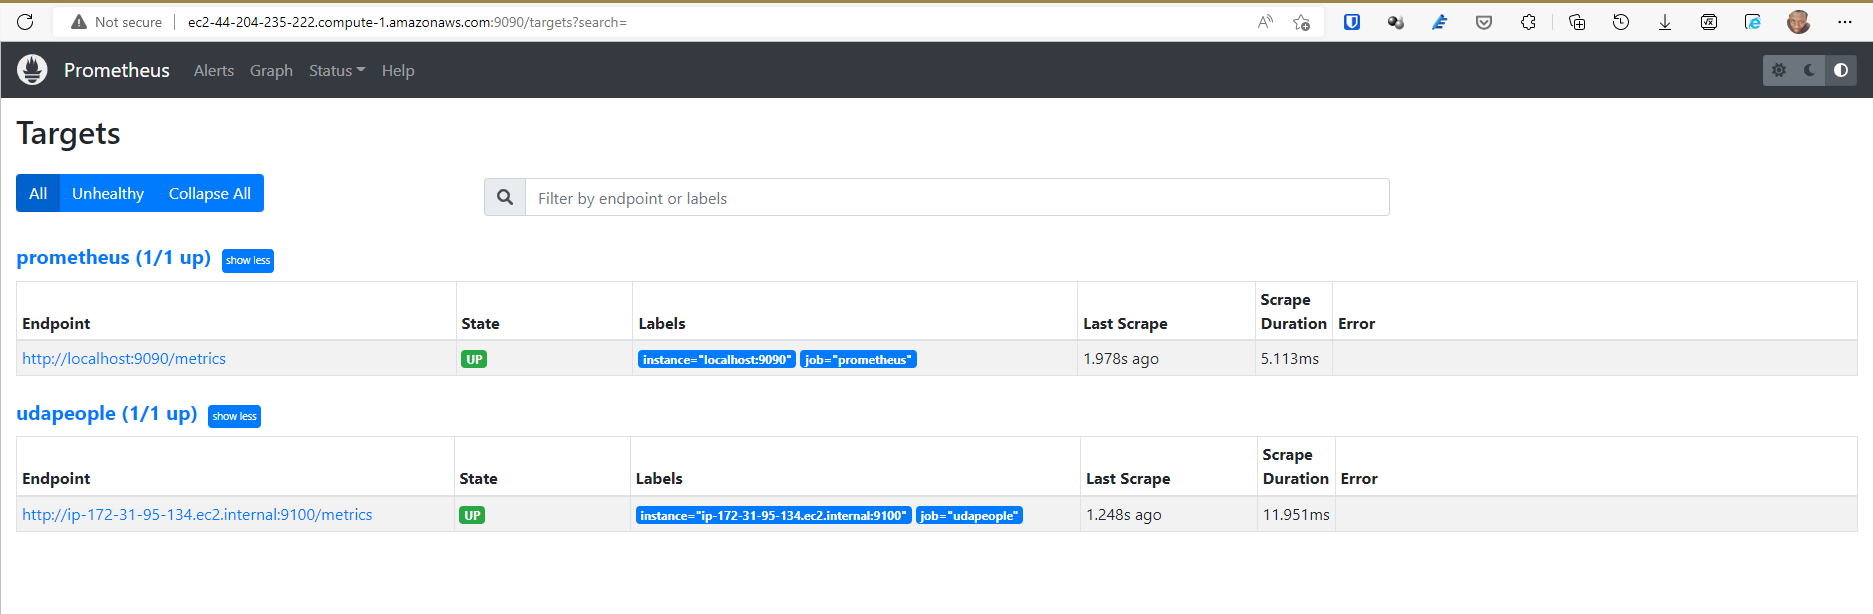 Not secure | ec2-44-204-235-222.compute-1.amazonaws.com:9090/targets?search=
Prometheus Alerts Graph Status Help
Targets
All Unhealthy Collapse All
Filter by endpoint or labels
prometheus (1/1 up) show less
Endpoint State Labels Last Scrape Scrape Duration Error
http://localhost:9090/metrics UP instance="localhost:9090" job="prometheus" 1.978s ago 5.113ms
udapeople (1/1 up) show less
Endpoint State Labels Last Scrape Scrape Duration Error
http://ip-172-31-95-134.ec2.internal:9100/metrics UP instance="ip-172-31-95-134.ec2.internal:9100" job="udapeople" 1.248s ago 11.951ms